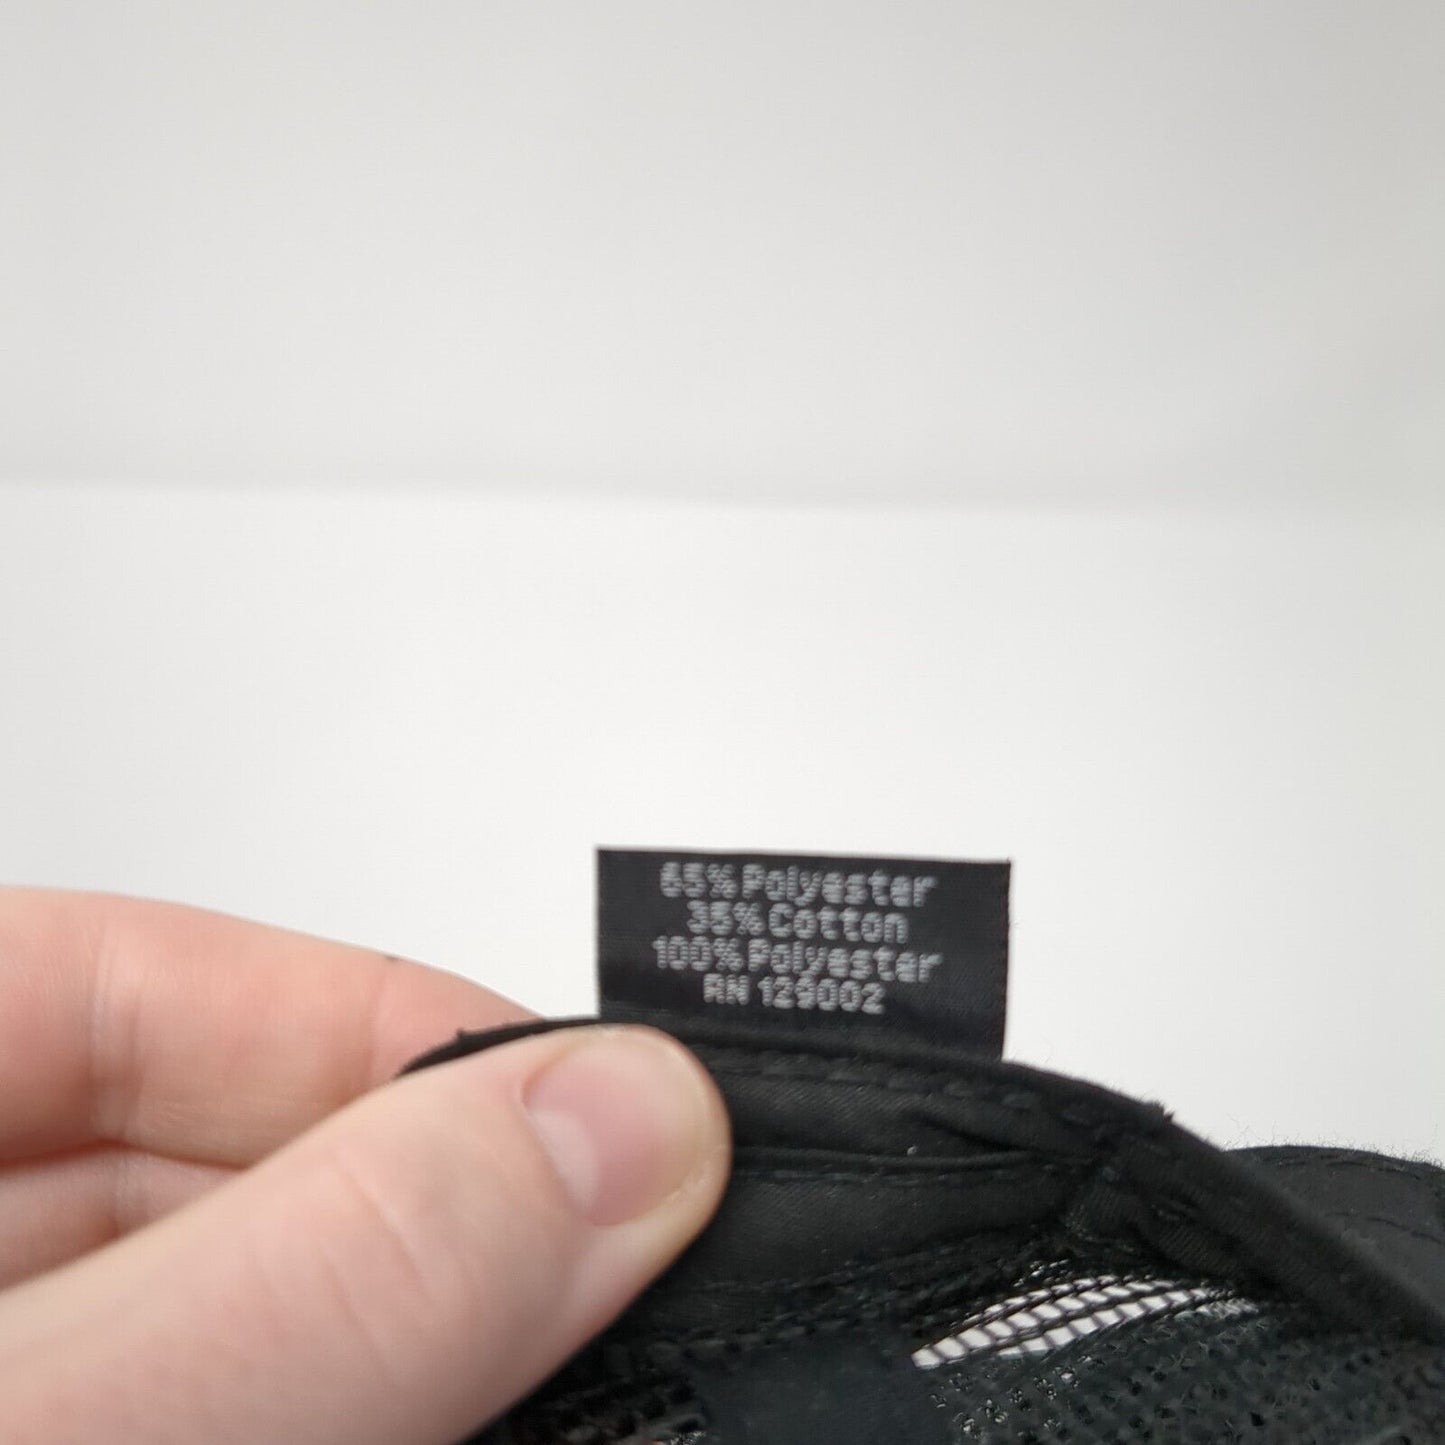 65% Polyester
35% Cotton
100% Polyester
RN 129002